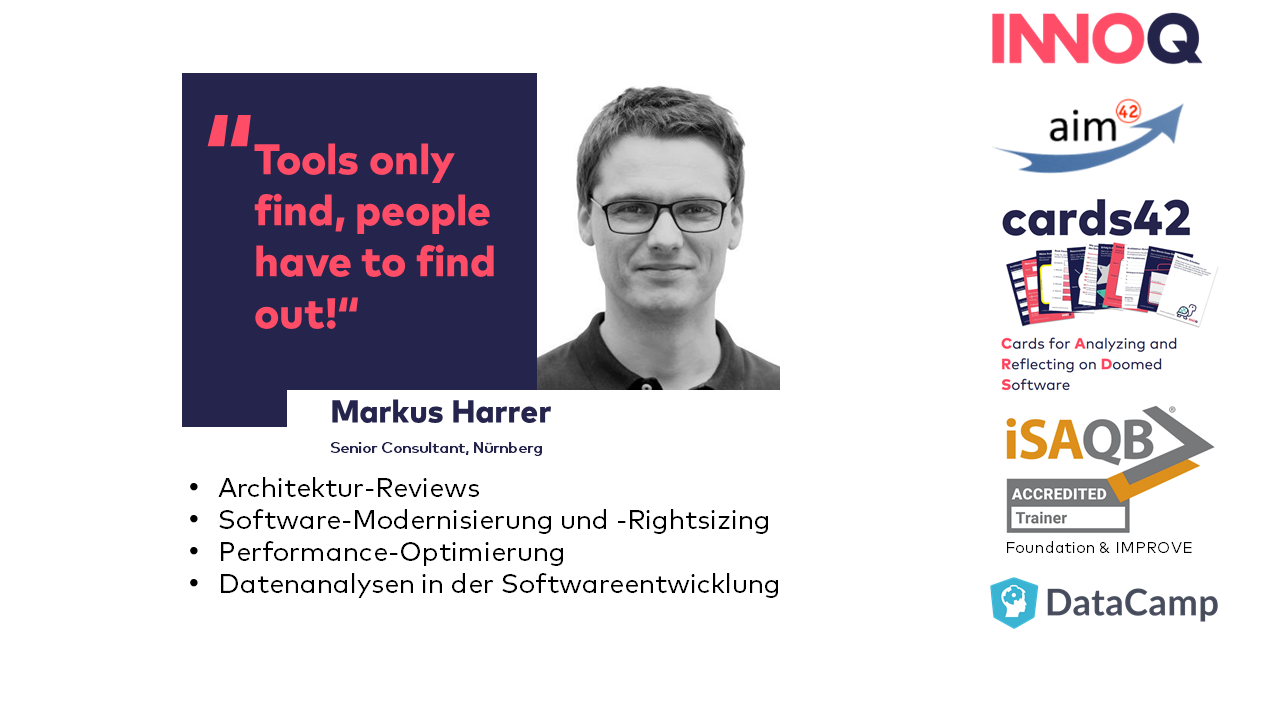 “Tools only
find, people
have to find
out!“
Markus Harrer
Senior Consultant, Nürnberg
• Architektur-Reviews
• Software-Modernisierung und -Rightsizing
• Performance-Optimierung
• Datenanalysen in der Softwareentwicklung
INNOQ
aim42
cards42
Cards for Analyzing and
Reflecting on Doomed
Software
iSAQB®
ACCREDITED
Trainer
Foundation & IMPROVE
DataCamp